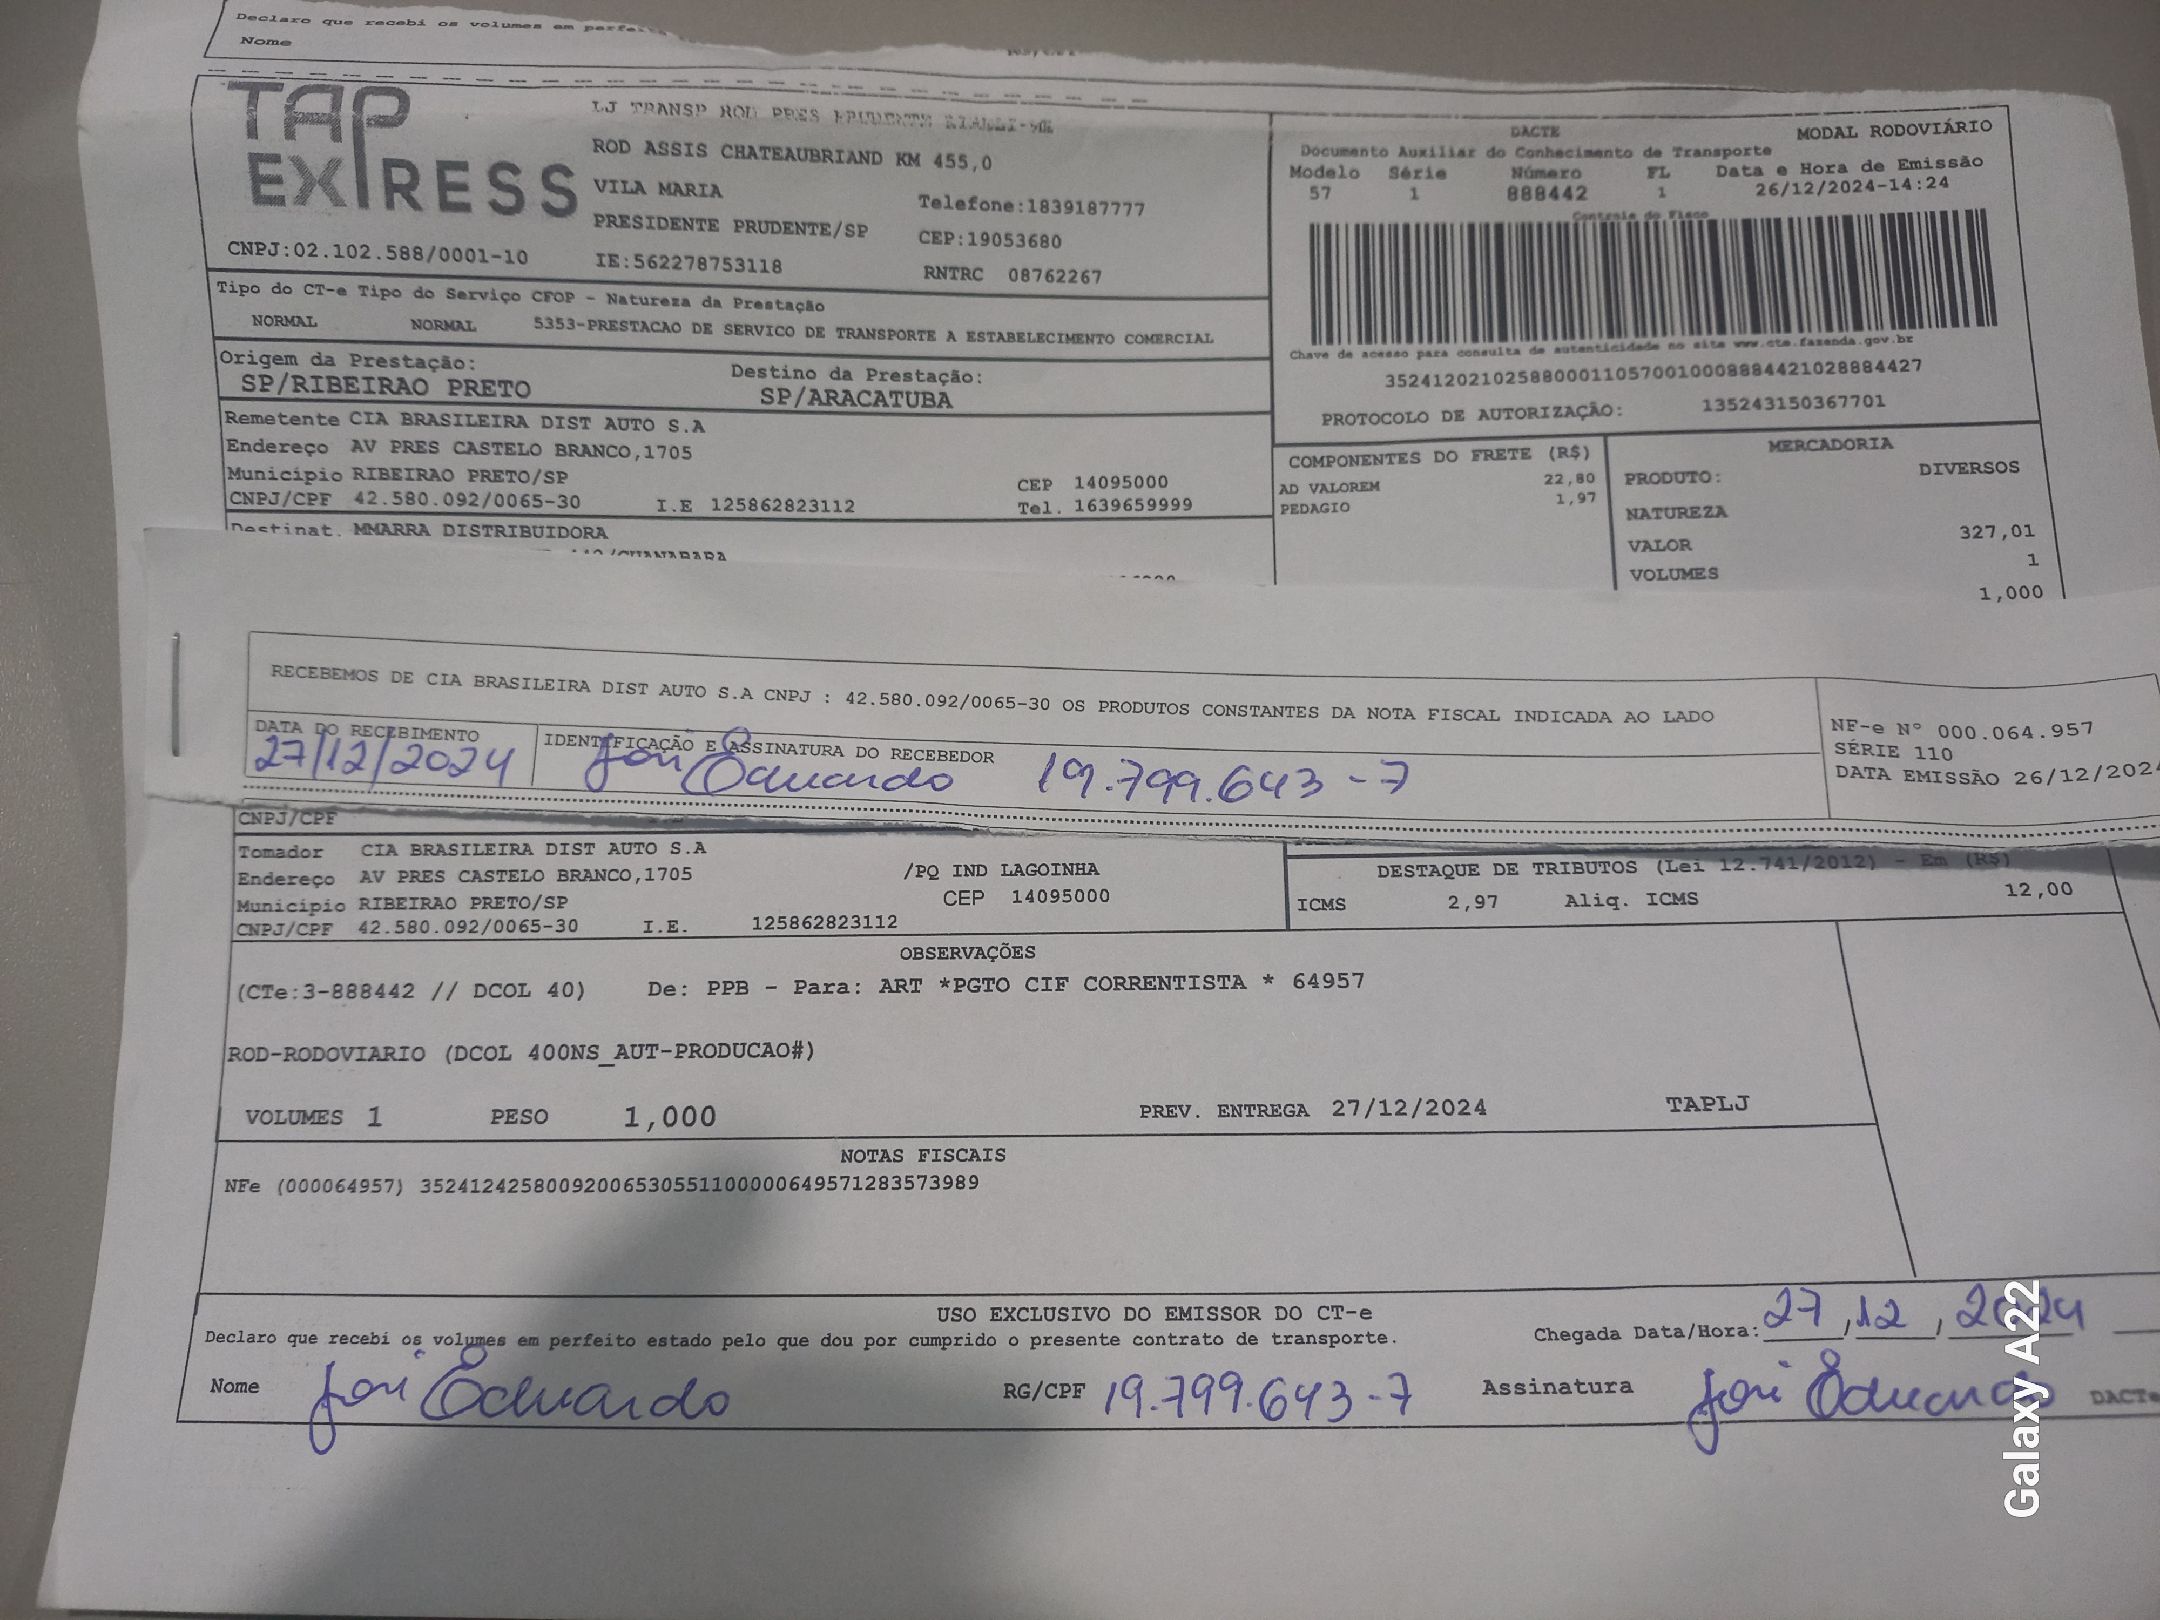 Declaro que recebi os volumes em perfeito
Nome
TAP EXPRESS
LJ TRANSP ROD PRES PRUDENTE
ROD ASSIS CHATEAUBRIAND KM 455,0
VILA MARIA
Telefone:1839187777
PRESIDENTE PRUDENTE/SP
CEP:19053680
CNPJ:02.102.588/0001-10
IE:562278753118
RNTRC 08762267
DACTE
MODAL RODOVIÁRIO
Documento Auxiliar do Conhecimento de Transporte
Modelo Série Número FL Data e Hora de Emissão
57 1 888442 1 26/12/2024-14:24
Controle do Fisco
Chave de acesso para consulta de autenticidade no site www.cte.fazenda.gov.br
35241202102588000110570010008884421028884427
PROTOCOLO DE AUTORIZAÇÃO: 135243150367701
Tipo do CT-e Tipo do Serviço CFOP - Natureza da Prestação
NORMAL NORMAL 5353-PRESTACAO DE SERVICO DE TRANSPORTE A ESTABELECIMENTO COMERCIAL
Origem da Prestação: Destino da Prestação:
SP/RIBEIRAO PRETO SP/ARACATUBA
Remetente CIA BRASILEIRA DIST AUTO S.A
Endereço AV PRES CASTELO BRANCO,1705
Município RIBEIRAO PRETO/SP CEP 14095000
CNPJ/CPF 42.580.092/0065-30 I.E 125862823112 Tel. 1639659999
Destinat. MMARRA DISTRIBUIDORA
COMPONENTES DO FRETE (R$)
AD VALOREM 22,80
PEDAGIO 1,97
MERCADORIA
PRODUTO: DIVERSOS
NATUREZA
VALOR 327,01
VOLUMES 1
1,000
RECEBEMOS DE CIA BRASILEIRA DIST AUTO S.A CNPJ : 42.580.092/0065-30 OS PRODUTOS CONSTANTES DA NOTA FISCAL INDICADA AO LADO
DATA DO RECEBIMENTO IDENTIFICAÇÃO E ASSINATURA DO RECEBEDOR
27/12/2024 José Eduardo 19.799.643-7
NF-e Nº 000.064.957
SÉRIE 110
DATA EMISSÃO 26/12/2024
CNPJ/CPF
Tomador CIA BRASILEIRA DIST AUTO S.A
Endereço AV PRES CASTELO BRANCO,1705 /PQ IND LAGOINHA
Município RIBEIRAO PRETO/SP CEP 14095000
CNPJ/CPF 42.580.092/0065-30 I.E. 125862823112
DESTAQUE DE TRIBUTOS (Lei 12.741/2012) - Em (R$)
ICMS 2,97 Aliq. ICMS 12,00
OBSERVAÇÕES
(CTe:3-888442 // DCOL 40) De: PPB - Para: ART *PGTO CIF CORRENTISTA * 64957
ROD-RODOVIARIO (DCOL 400NS_AUT-PRODUCAO#)
VOLUMES 1 PESO 1,000 PREV. ENTREGA 27/12/2024 TAPLJ
NOTAS FISCAIS
NFe (000064957) 35241242580092006530551100000649571283573989
USO EXCLUSIVO DO EMISSOR DO CT-e
Declaro que recebi os volumes em perfeito estado pelo que dou por cumprido o presente contrato de transporte.
Chegada Data/Hora: 27,12,2024
Nome José Eduardo RG/CPF 19.799.643-7 Assinatura José Eduardo
DACTe
Galaxy A22